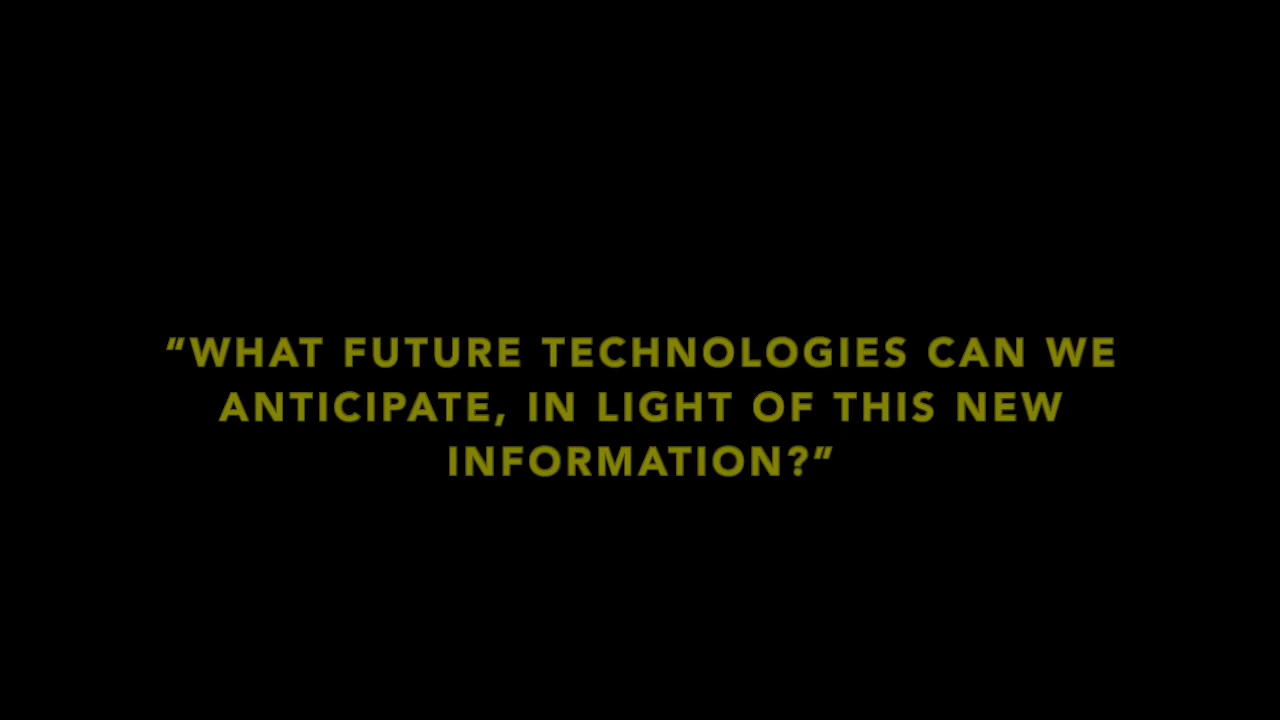 ”WHAT FUTURE TECHNOLOGIES CAN WE
ANTICIPATE, IN LIGHT OF THIS NEW
INFORMATION?”